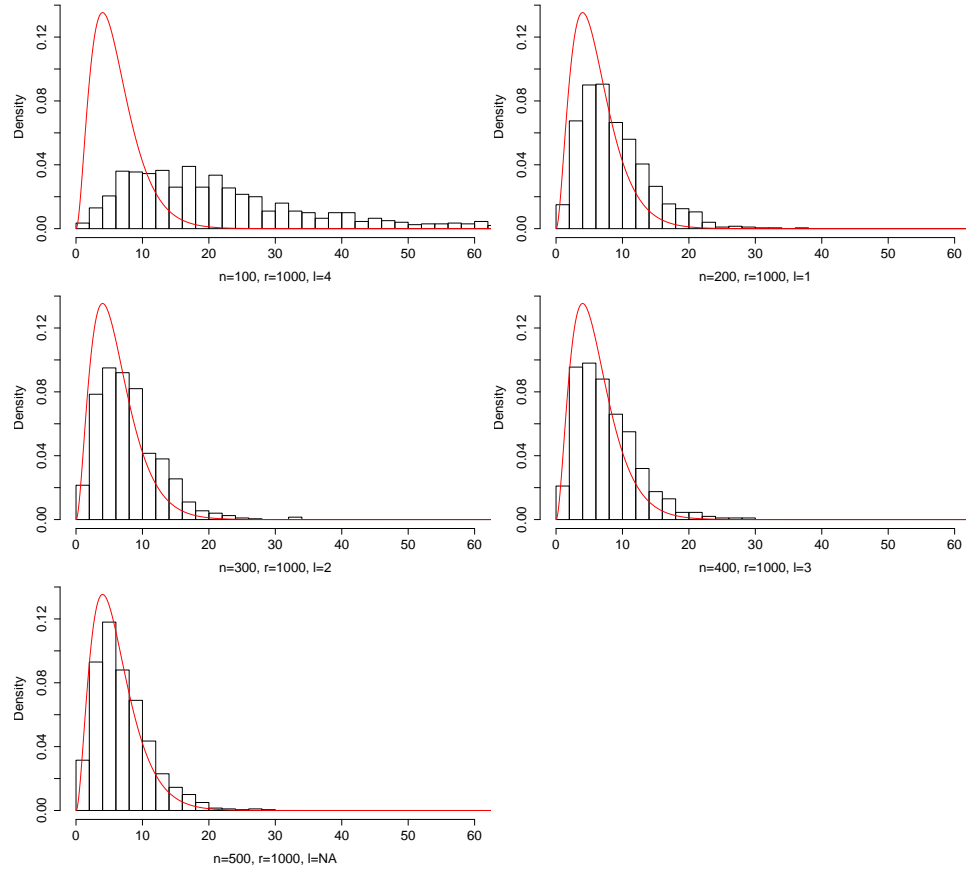 Density
0.00 0.04 0.08 0.12
0 10 20 30 40 50 60
n=100, r=1000, l=4
Density
0.00 0.04 0.08 0.12
0 10 20 30 40 50 60
n=200, r=1000, l=1
Density
0.00 0.04 0.08 0.12
0 10 20 30 40 50 60
n=300, r=1000, l=2
Density
0.00 0.04 0.08 0.12
0 10 20 30 40 50 60
n=400, r=1000, l=3
Density
0.00 0.04 0.08 0.12
0 10 20 30 40 50 60
n=500, r=1000, l=NA